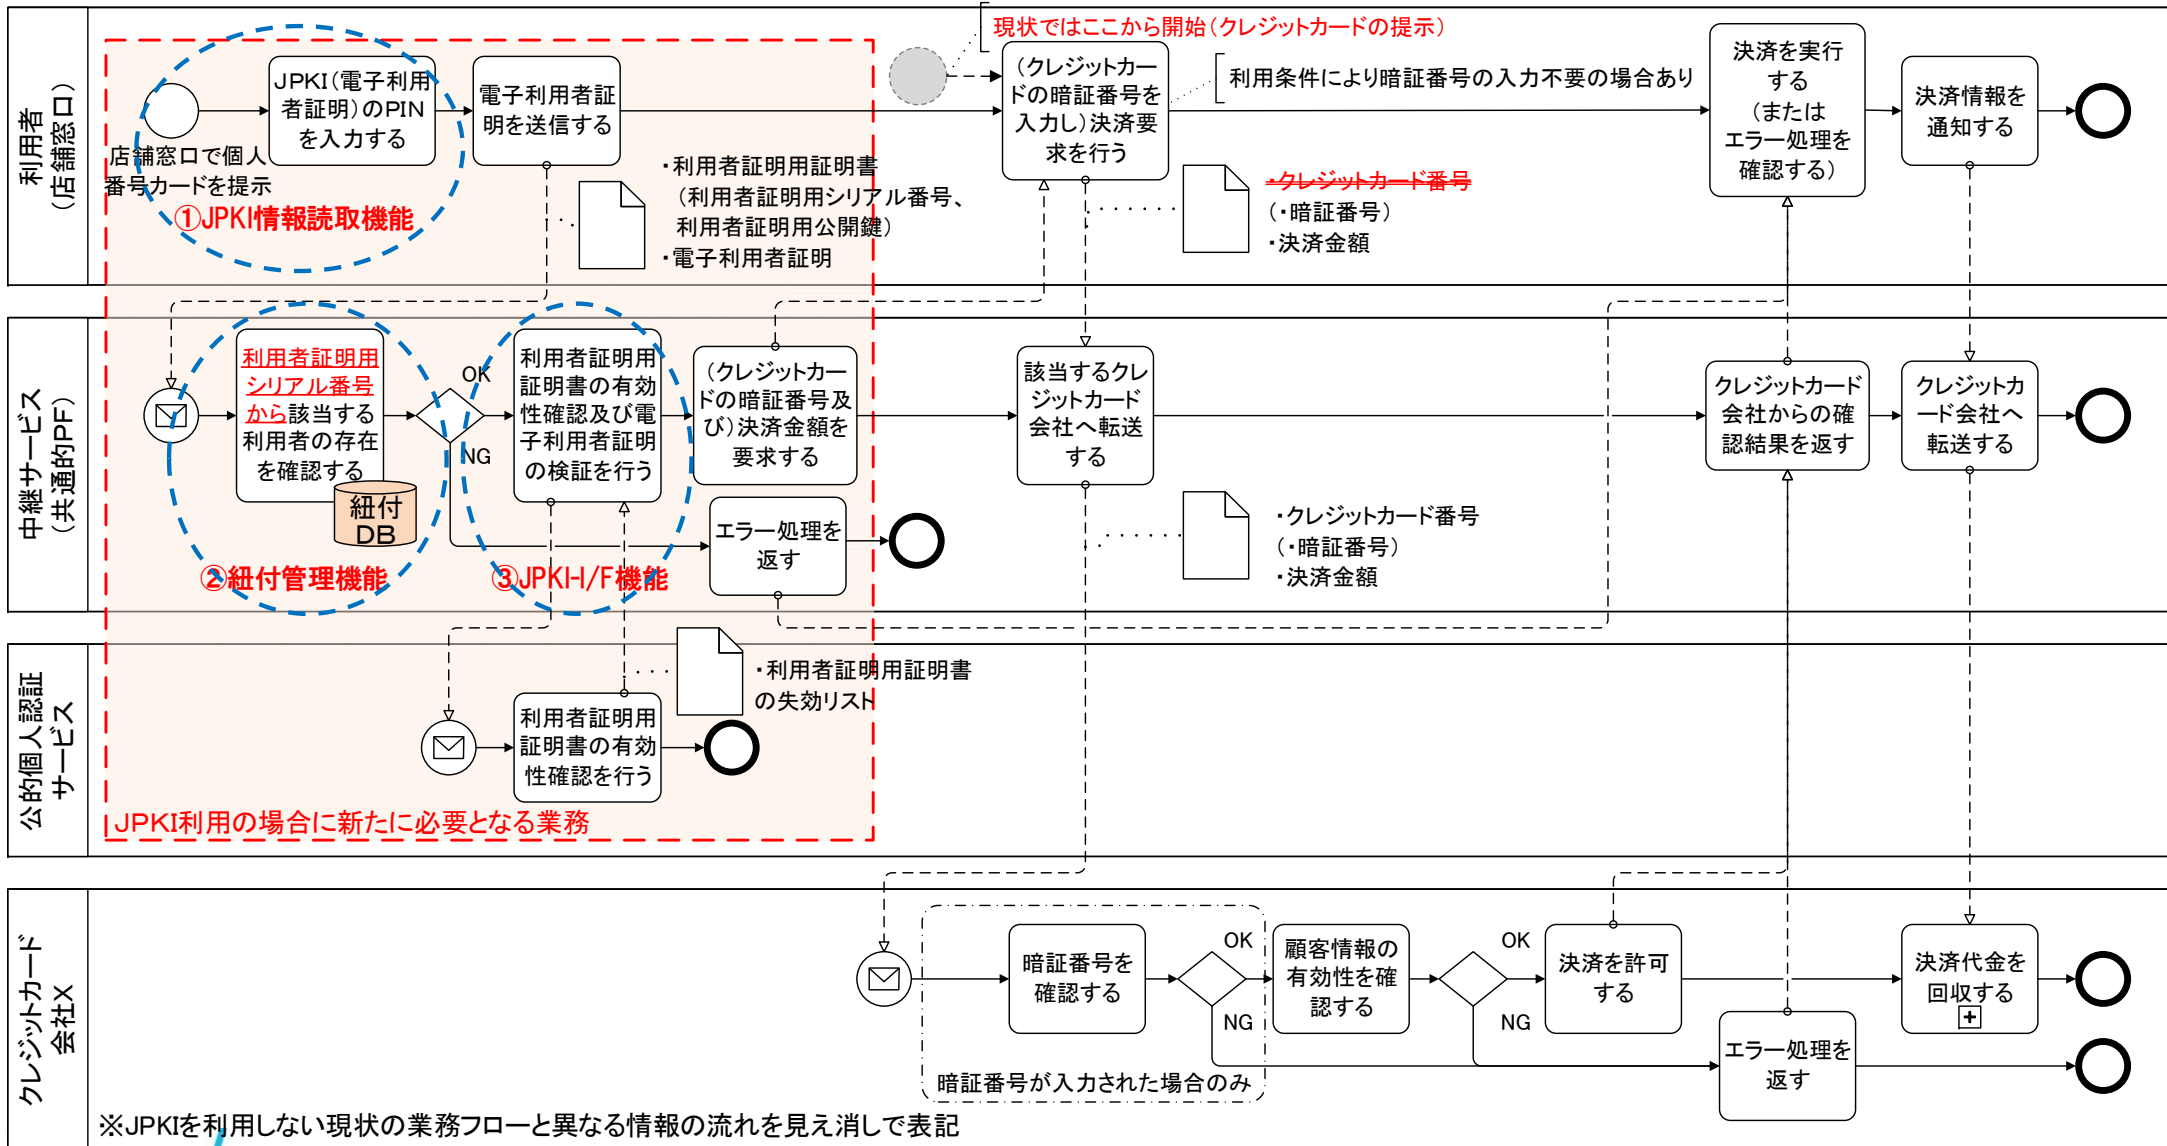 利用者
（店舗窓口）
現状ではここから開始（クレジットカードの提示）
JPKI（電子利用
者証明）のPIN
を入力する
電子利用者証
明を送信する
（クレジットカー
ドの暗証番号を
入力し）決済要
求を行う
利用条件により暗証番号の入力不要の場合あり
決済を実行
する
（または
エラー処理を
確認する）
決済情報を
通知する
店舗窓口で個人
番号カードを提示
①JPKI情報読取機能
・利用者証明用証明書
（利用者証明用シリアル番号、
利用者証明用公開鍵）
・電子利用者証明
・クレジットカード番号
（・暗証番号）
・決済金額
中継サービス
（共通的PF）
利用者証明用
シリアル番号
から該当する
利用者の存在
を確認する
紐付
DB
②紐付管理機能
OK
NG
利用者証明用
証明書の有効
性確認及び電
子利用者証明
の検証を行う
③JPKI-I/F機能
（クレジットカー
ドの暗証番号及
び）決済金額を
要求する
エラー処理を
返す
該当するクレ
ジットカード
会社へ転送
する
・クレジットカード番号
（・暗証番号）
・決済金額
クレジットカード
会社からの確
認結果を返す
クレジットカ
ード会社へ
転送する
公的個人認証
サービス
・利用者証明用証明書
の失効リスト
利用者証明用
証明書の有効
性確認を行う
JPKI利用の場合に新たに必要となる業務
クレジットカード
会社X
暗証番号を
確認する
OK
NG
暗証番号が入力された場合のみ
顧客情報の
有効性を確
認する
OK
NG
決済を許可
する
エラー処理を
返す
決済代金を
回収する
※JPKIを利用しない現状の業務フローと異なる情報の流れを見え消しで表記